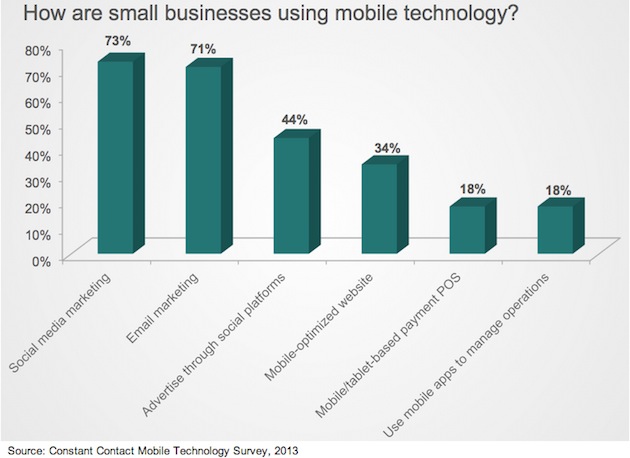 How are small businesses using mobile technology?
80%
70%
60%
50%
40%
30%
20%
10%
0%
73%
71%
44%
34%
18%
18%
Social media marketing
Email marketing
Advertise through social platforms
Mobile-optimized website
Mobile/tablet-based payment POS
Use mobile apps to manage operations
Source: Constant Contact Mobile Technology Survey, 2013